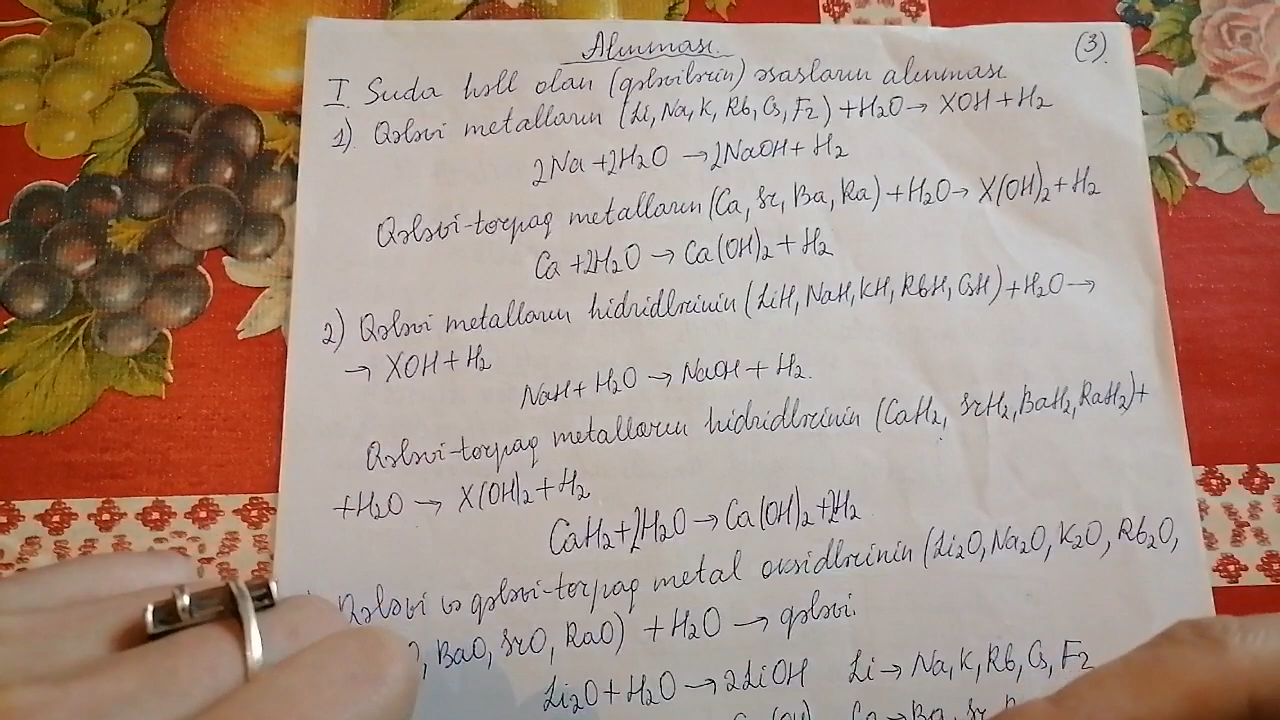 Alınması.
(3).
I. Suda həll olan (qələvilərin) əsasların alınması
1). Qələvi metalların (Li, Na, K, Rb, Cs, Fz) + H₂O → XOH + H₂
2Na + 2H₂O → 2NaOH + H₂
Qələvi-torpaq metalların (Ca, Sr, Ba, Ra) + H₂O → X(OH)₂ + H₂
Ca + 2H₂O → Ca(OH)₂ + H₂
2) Qələvi metalların hidridlərinin (LiH, NaH, KH, RbH, CsH) + H₂O →
→ XOH + H₂
NaH + H₂O → NaOH + H₂.
Qələvi-torpaq metalların hidridlərinin (CaH₂, SrH₂, BaH₂, RaH₂) +
+ H₂O → X(OH)₂ + H₂
CaH₂ + 2H₂O → Ca(OH)₂ + 2H₂
Qələvi və qələvi-torpaq metal oksidlərinin (Li₂O, Na₂O, K₂O, Rb₂O,
, BaO, SrO, RaO) + H₂O → qələvi.
Li₂O + H₂O → 2LiOH Li → Na, K, Rb, Cs, Fz